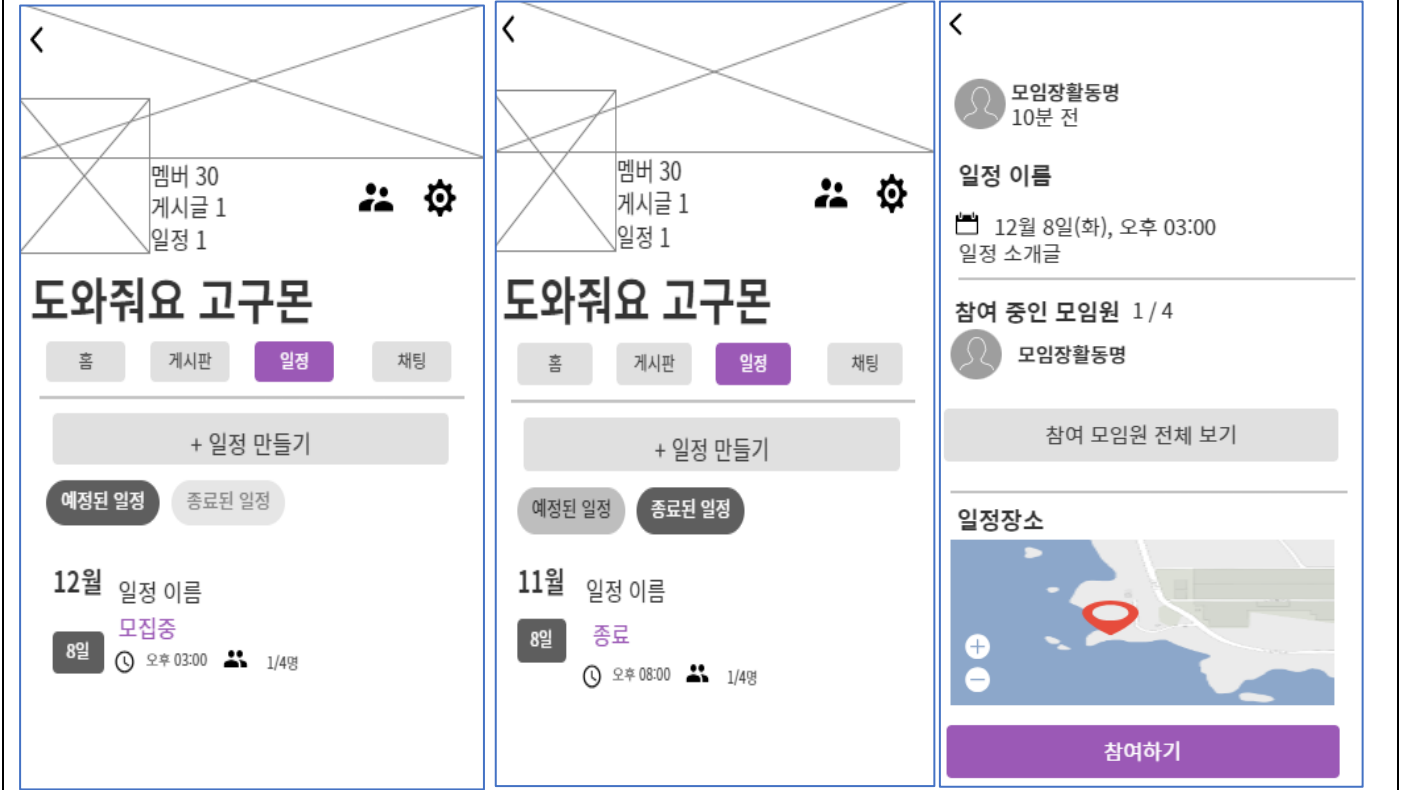 멤버 30
게시글 1
일정 1
도와줘요 고구몬
홈 게시판 일정 채팅
+ 일정 만들기
예정된 일정 종료된 일정
12월 일정 이름
모집중
8일 오후 03:00 1/4명
멤버 30
게시글 1
일정 1
도와줘요 고구몬
홈 게시판 일정 채팅
+ 일정 만들기
예정된 일정 종료된 일정
11월 일정 이름
8일 종료
오후 08:00 1/4명
모임장활동명
10분 전
일정 이름
12월 8일(화), 오후 03:00
일정 소개글
참여 중인 모임원 1 / 4
모임장활동명
참여 모임원 전체 보기
일정장소
참여하기